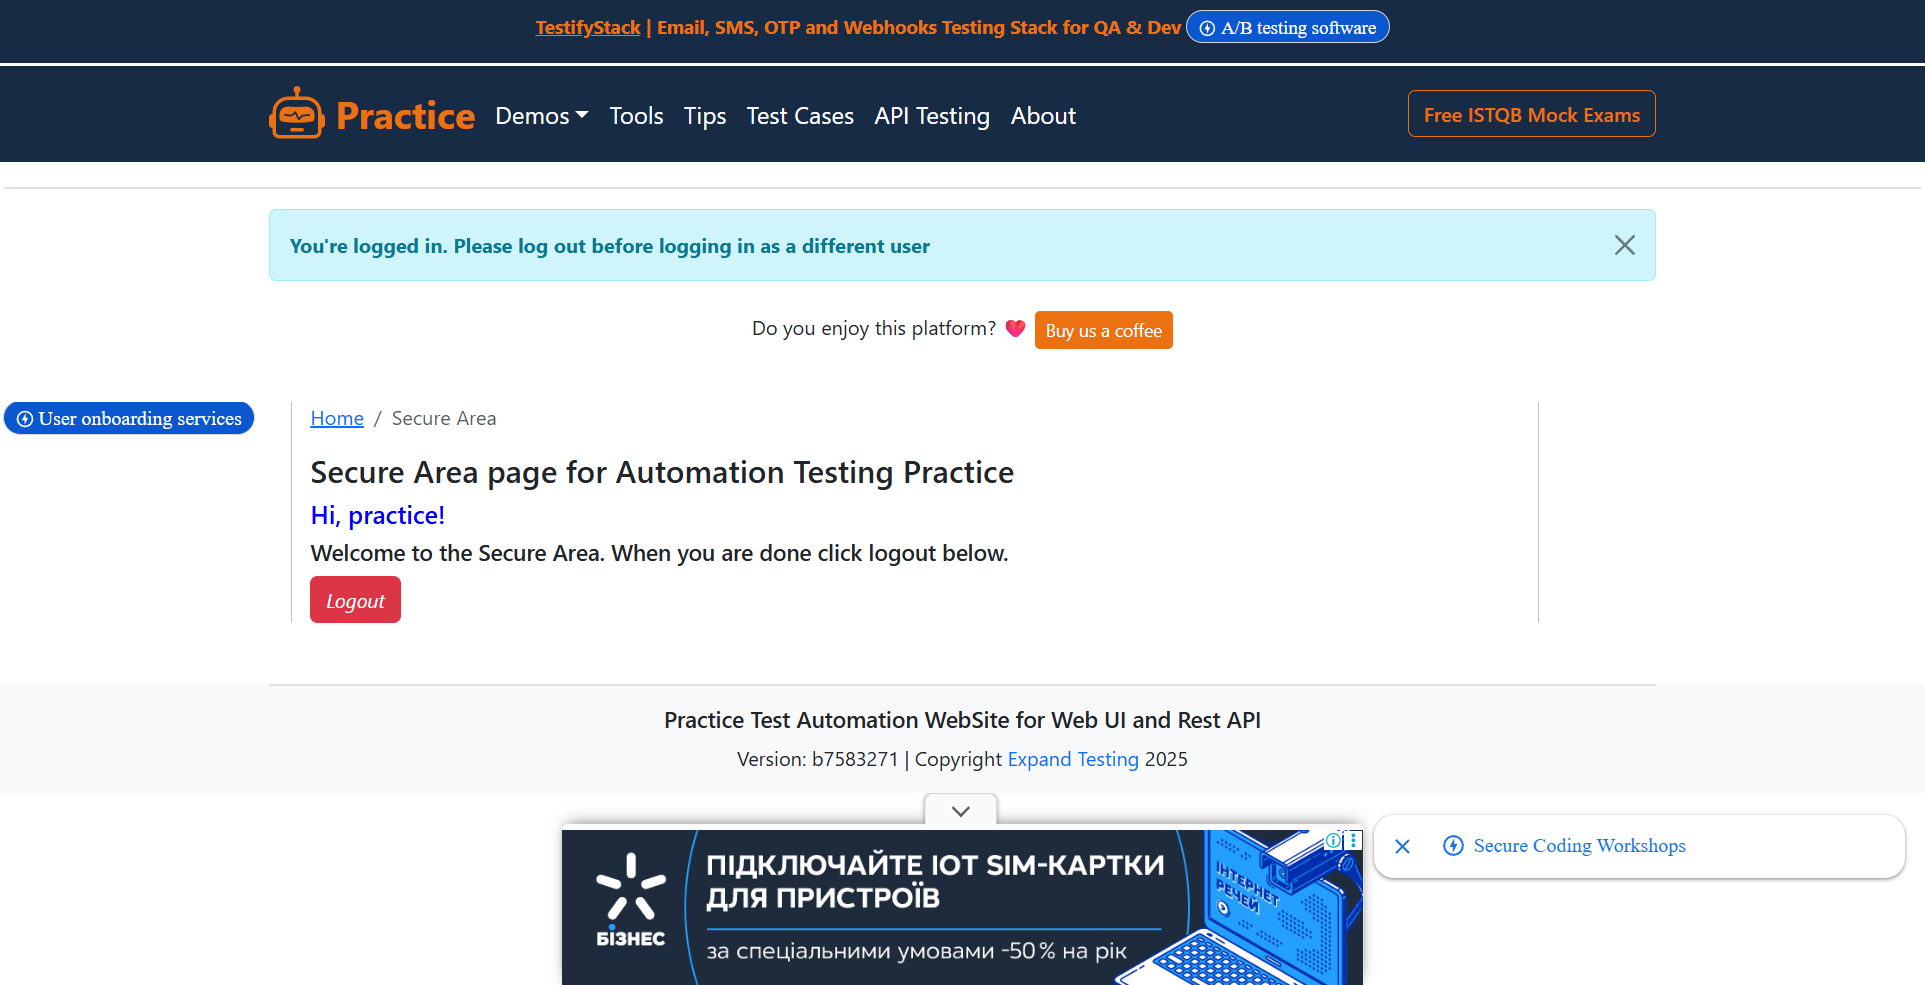 TestifyStack | Email, SMS, OTP and Webhooks Testing Stack for QA & Dev A/B testing software
Practice Demos Tools Tips Test Cases API Testing About Free ISTQB Mock Exams
You're logged in. Please log out before logging in as a different user
Do you enjoy this platform? Buy us a coffee
User onboarding services
Home / Secure Area
Secure Area page for Automation Testing Practice
Hi, practice!
Welcome to the Secure Area. When you are done click logout below.
Logout
Practice Test Automation WebSite for Web UI and Rest API
Version: b7583271 | Copyright Expand Testing 2025
БІЗНЕС
ПІДКЛЮЧАЙТЕ IOT SIM-КАРТКИ
ДЛЯ ПРИСТРОЇВ
за спеціальними умовами -50% на рік
ІНТЕРНЕТ
РЕЧЕЙ
Secure Coding Workshops